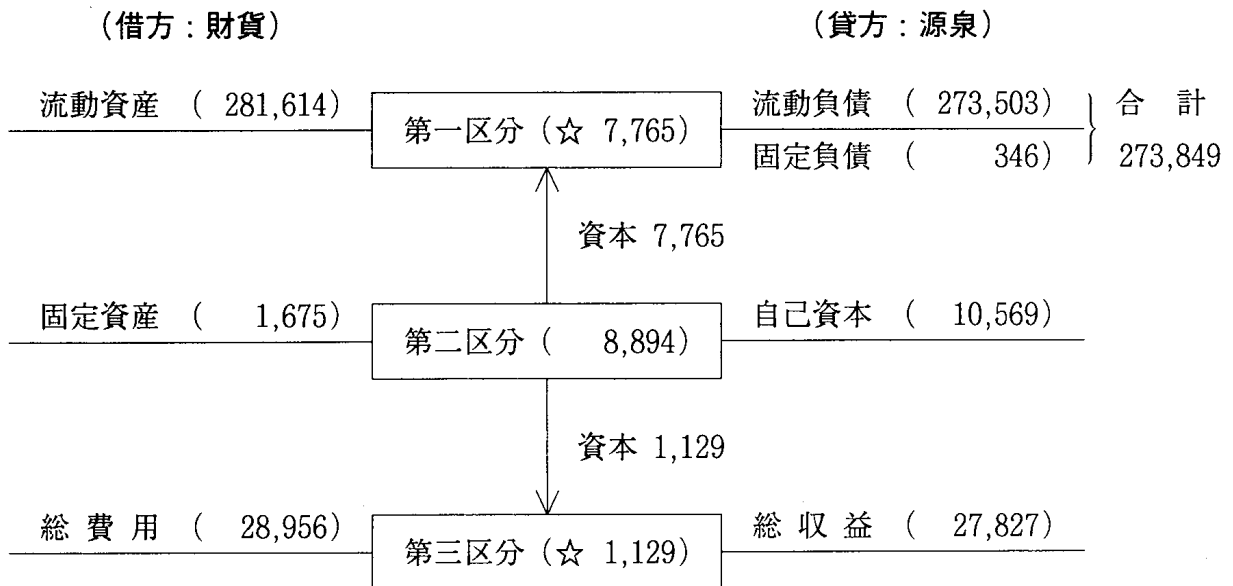 （借方：財貨） （貸方：源泉）
流動資産 ( 281,614) 第一区分 (☆ 7,765) 流動負債 ( 273,503) 合 計
固定負債 ( 346) 273,849
資本 7,765
固定資産 ( 1,675) 第二区分 ( 8,894) 自己資本 ( 10,569)
資本 1,129
総 費 用 ( 28,956) 第三区分 (☆ 1,129) 総 収 益 ( 27,827)